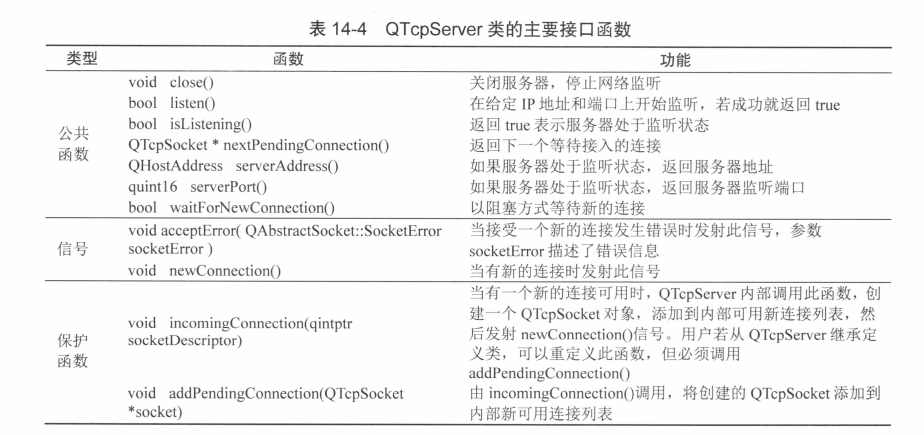 表 14-4 QTcpServer 类的主要接口函数
类型 函数 功能
公共函数
void close() 关闭服务器，停止网络监听
bool listen() 在给定 IP 地址和端口上开始监听，若成功就返回 true
bool isListening() 返回 true 表示服务器处于监听状态
QTcpSocket * nextPendingConnection() 返回下一个等待接入的连接
QHostAddress serverAddress() 如果服务器处于监听状态，返回服务器地址
quint16 serverPort() 如果服务器处于监听状态，返回服务器监听端口
bool waitForNewConnection() 以阻塞方式等待新的连接
信号
void acceptError( QAbstractSocket::SocketError
socketError )
当接受一个新的连接发生错误时发射此信号，参数
socketError 描述了错误信息
void newConnection() 当有新的连接时发射此信号
保护函数
void incomingConnection(qintptr
socketDescriptor)
当有一个新的连接可用时，QTcpServer 内部调用此函数，创
建一个 QTcpSocket 对象，添加到内部可用新连接列表，然
后发射 newConnection()信号。用户若从 QTcpServer 继承定
义类，可以重定义此函数，但必须调用
addPendingConnection()
void addPendingConnection(QTcpSocket
*socket)
由 incomingConnection()调用，将创建的 QTcpSocket 添加到
内部新可用连接列表